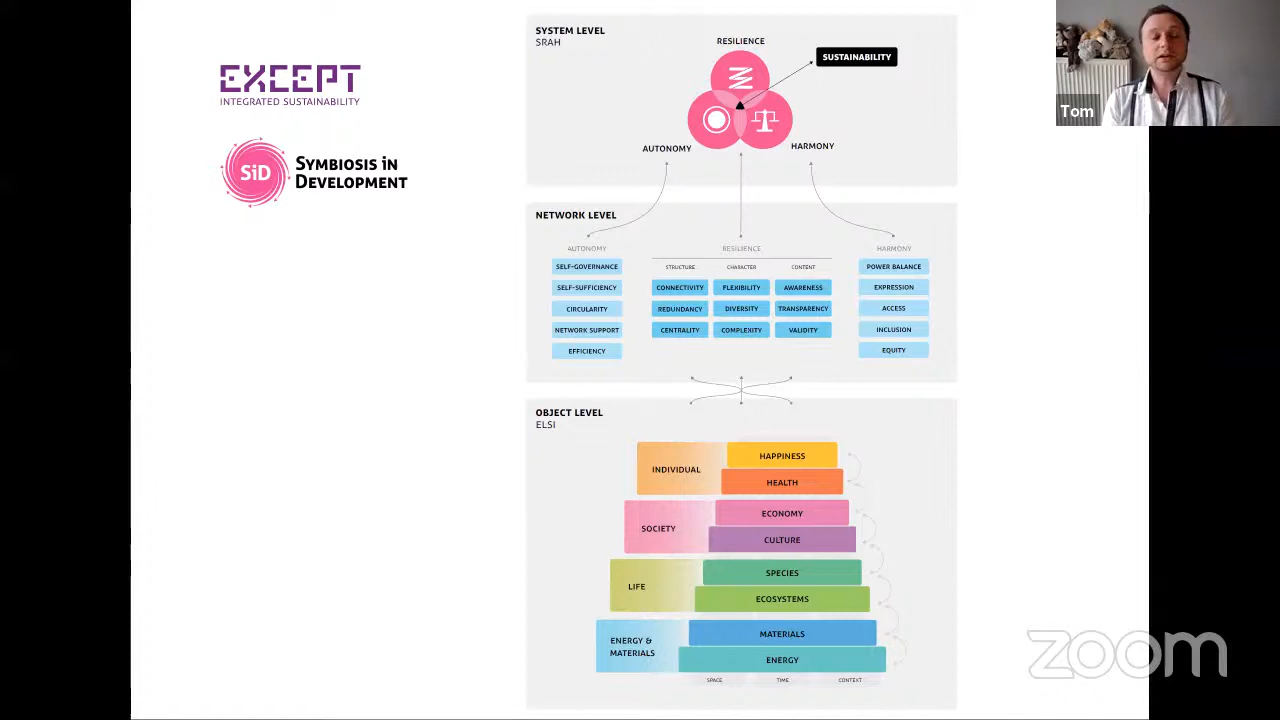 EXCEPT
INTEGRATED SUSTAINABILITY
SiD
SYMBIOSIS iN
DEVELOPMENT
SYSTEM LEVEL
SRAH
RESILIENCE
SUSTAINABILITY
AUTONOMY
HARMONY
NETWORK LEVEL
AUTONOMY
SELF-GOVERNANCE
SELF-SUFFICIENCY
CIRCULARITY
NETWORK SUPPORT
EFFICIENCY
RESILIENCE
STRUCTURE CHARACTER CONTENT
CONNECTIVITY FLEXIBILITY AWARENESS
REDUNDANCY DIVERSITY TRANSPARENCY
CENTRALITY COMPLEXITY VALIDITY
HARMONY
POWER BALANCE
EXPRESSION
ACCESS
INCLUSION
EQUITY
OBJECT LEVEL
ELSI
INDIVIDUAL
HAPPINESS
HEALTH
SOCIETY
ECONOMY
CULTURE
LIFE
SPECIES
ECOSYSTEMS
ENERGY &
MATERIALS
MATERIALS
ENERGY
SPACE TIME CONTEXT
Tom
zoom